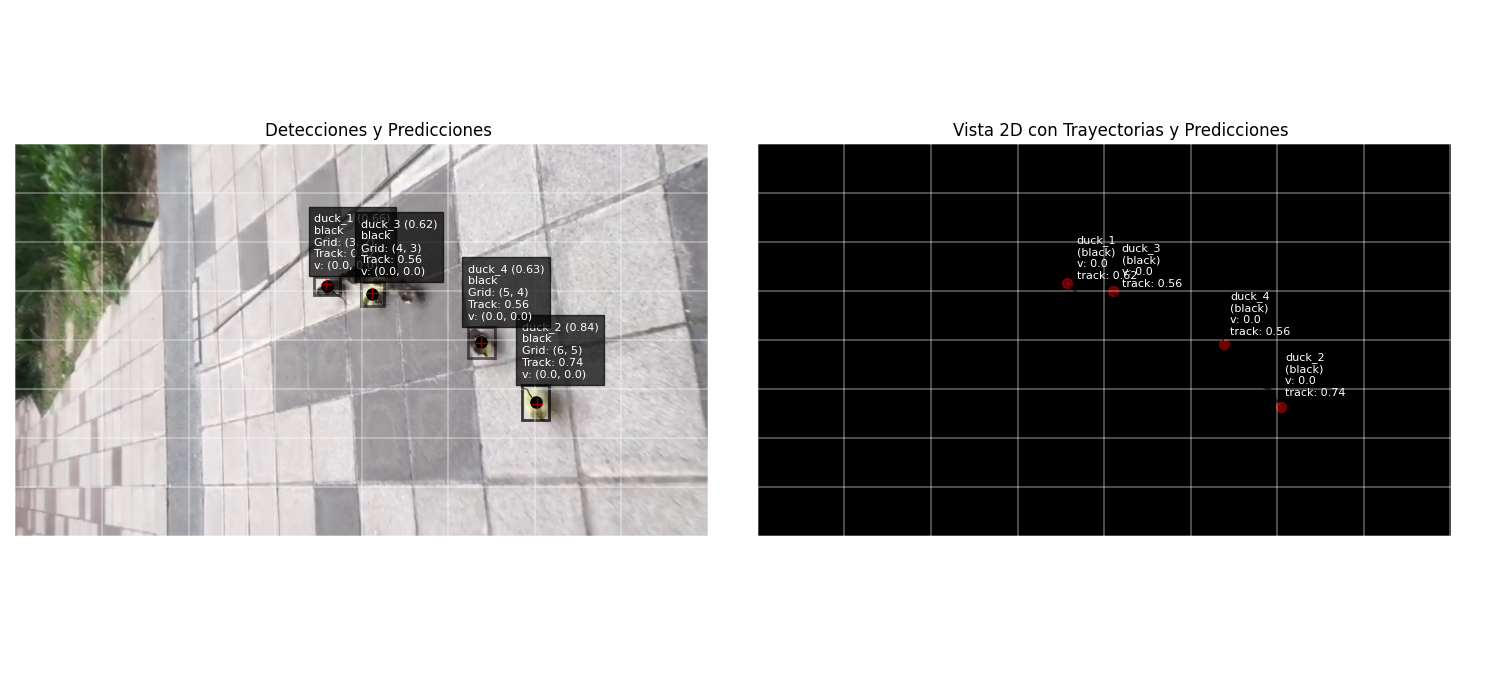 Detecciones y Predicciones
duck_1 (0.66)
black
Grid: (3
Track: 0
v: (0.0,
duck_3 (0.62)
black
Grid: (4, 3)
Track: 0.56
v: (0.0, 0.0)
duck_4 (0.63)
black
Grid: (5, 4)
Track: 0.56
v: (0.0, 0.0)
duck_2 (0.84)
black
Grid: (6, 5)
Track: 0.74
v: (0.0, 0.0)
Vista 2D con Trayectorias y Predicciones
duck_1
(black)
v: 0.0
track: 0.62
duck_3
(black)
v: 0.0
track: 0.56
duck_4
(black)
v: 0.0
track: 0.56
duck_2
(black)
v: 0.0
track: 0.74